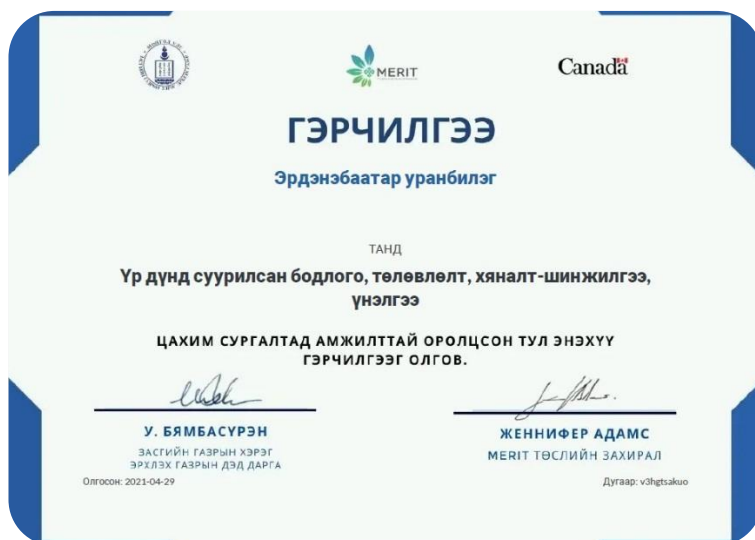 MERIT
Canada
ГЭРЧИЛГЭЭ
Эрдэнэбаатар уранбилэг
ТАНД
Үр дүнд суурилсан бодлого, төлөвлөлт, хяналт-шинжилгээ,
үнэлгээ
ЦАХИМ СУРГАЛТАД АМЖИЛТТАЙ ОРОЛЦСОН ТУЛ ЭНЭХҮҮ
ГЭРЧИЛГЭЭГ ОЛГОВ.
У. БЯМБАСҮРЭН
ЗАСГИЙН ГАЗРЫН ХЭРЭГ
ЭРХЛЭХ ГАЗРЫН ДЭД ДАРГА
ЖЕННИФЕР АДАМС
MERIT ТӨСЛИЙН ЗАХИРАЛ
Олгосон: 2021-04-29
Дугаар: v3hgtsakuo